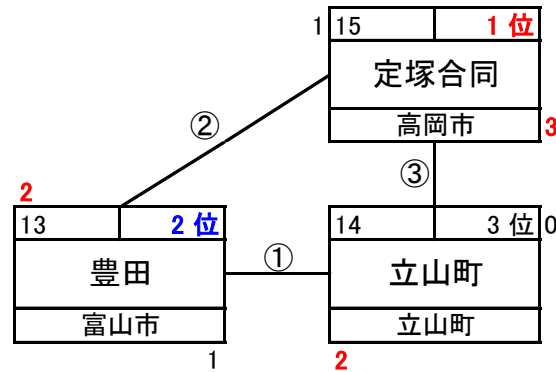 1 15 1 位
定塚合同
高岡市 3
②
③
2
13 2 位
豊田
富山市
1
①
14 3 位 0
立山町
立山町
2